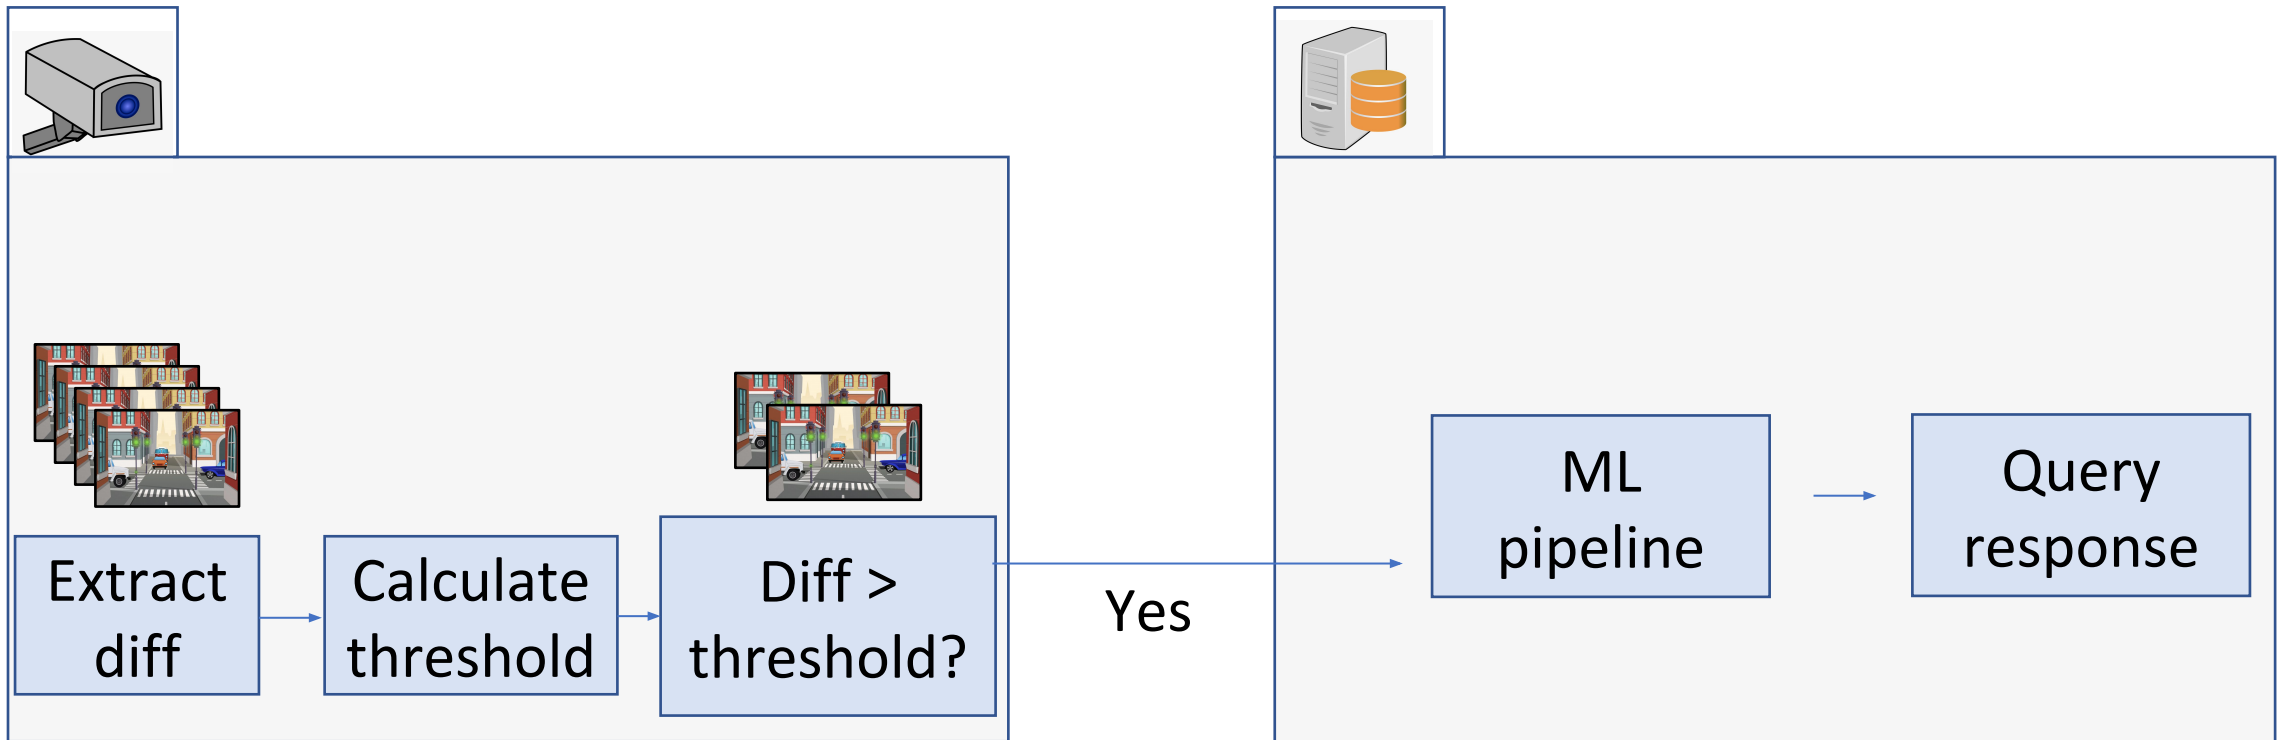 Extract
diff
Calculate
threshold
Diff >
threshold?
Yes
ML
pipeline
Query
response